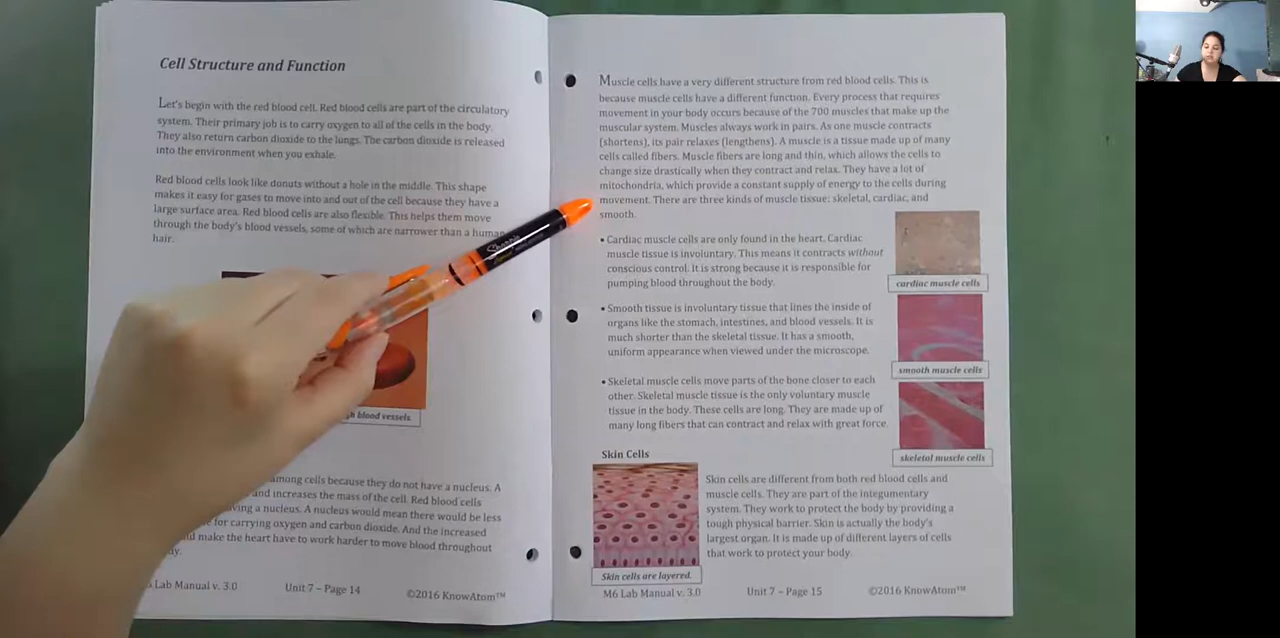 Cell Structure and Function
Let's begin with the red blood cell. Red blood cells are part of the circulatory
system. Their primary job is to carry oxygen to all of the cells in the body.
They also return carbon dioxide to the lungs. The carbon dioxide is released
into the environment when you exhale.
Red blood cells look like donuts without a hole in the middle. This shape
makes it easy for gases to move into and out of the cell because they have a
large surface area. Red blood cells are also flexible. This helps them move
through the body's blood vessels, some of which are narrower than a human
hair.
blood vessels.
among cells because they do not have a nucleus. A
and increases the mass of the cell. Red blood cells
having a nucleus. A nucleus would mean there would be less
for carrying oxygen and carbon dioxide. And the increased
make the heart have to work harder to move blood throughout
Lab Manual v. 3.0
Unit 7 – Page 14
©2016 KnowAtom™
Muscle cells have a very different structure from red blood cells. This is
because muscle cells have a different function. Every process that requires
movement in your body occurs because of the 700 muscles that make up the
muscular system. Muscles always work in pairs. As one muscle contracts
(shortens), its pair relaxes (lengthens). A muscle is a tissue made up of many
cells called fibers. Muscle fibers are long and thin, which allows the cells to
change size drastically when they contract and relax. They have a lot of
mitochondria, which provide a constant supply of energy to the cells during
movement. There are three kinds of muscle tissue: skeletal, cardiac, and
smooth.
• Cardiac muscle cells are only found in the heart. Cardiac
muscle tissue is involuntary. This means it contracts without
conscious control. It is strong because it is responsible for
pumping blood throughout the body.
cardiac muscle cells
• Smooth tissue is involuntary tissue that lines the inside of
organs like the stomach, intestines, and blood vessels. It is
much shorter than the skeletal tissue. It has a smooth,
uniform appearance when viewed under the microscope.
smooth muscle cells
• Skeletal muscle cells move parts of the bone closer to each
other. Skeletal muscle tissue is the only voluntary muscle
tissue in the body. These cells are long. They are made up of
many long fibers that can contract and relax with great force.
skeletal muscle cells
Skin Cells
Skin cells are different from both red blood cells and
muscle cells. They are part of the integumentary
system. They work to protect the body by providing a
tough physical barrier. Skin is actually the body's
largest organ. It is made up of different layers of cells
that work to protect your body.
Skin cells are layered.
M6 Lab Manual v. 3.0
Unit 7 – Page 15
©2016 KnowAtom™
Sharpie